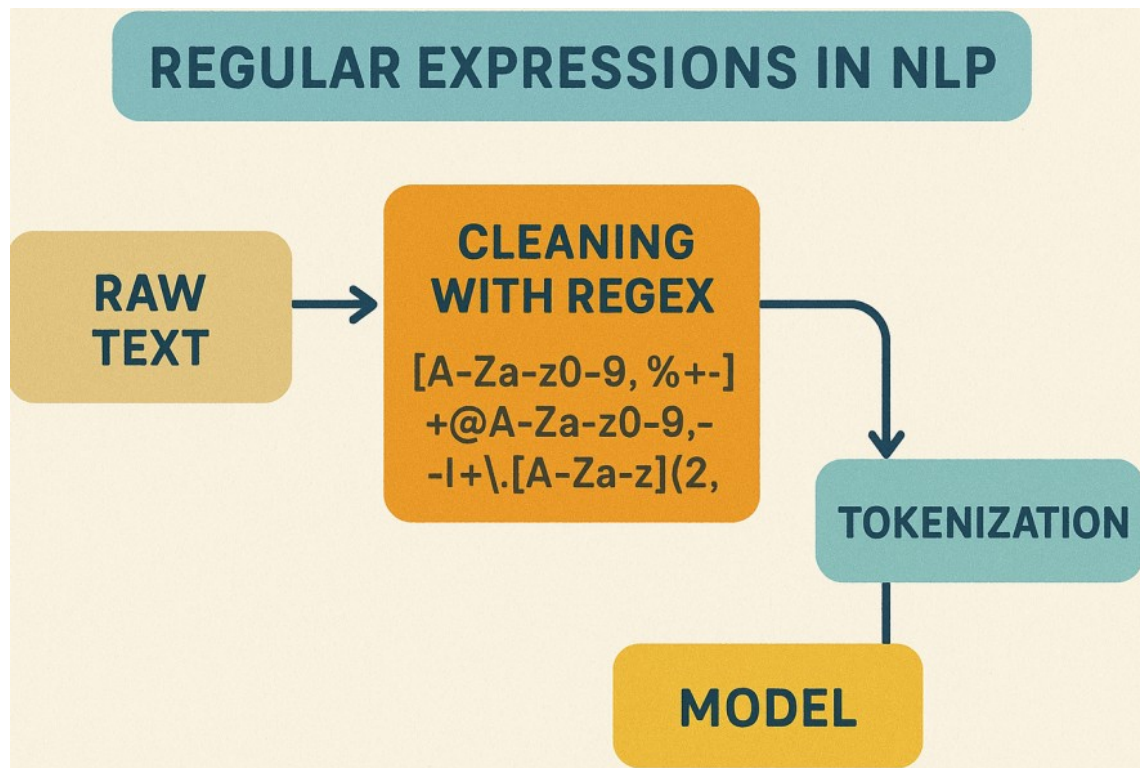 REGULAR EXPRESSIONS IN NLP
RAW
TEXT
CLEANING
WITH REGEX
[A-Za-z0-9, %+-]
+@A-Za-z0-9,-
-l+\.[A-Za-z](2,
TOKENIZATION
MODEL